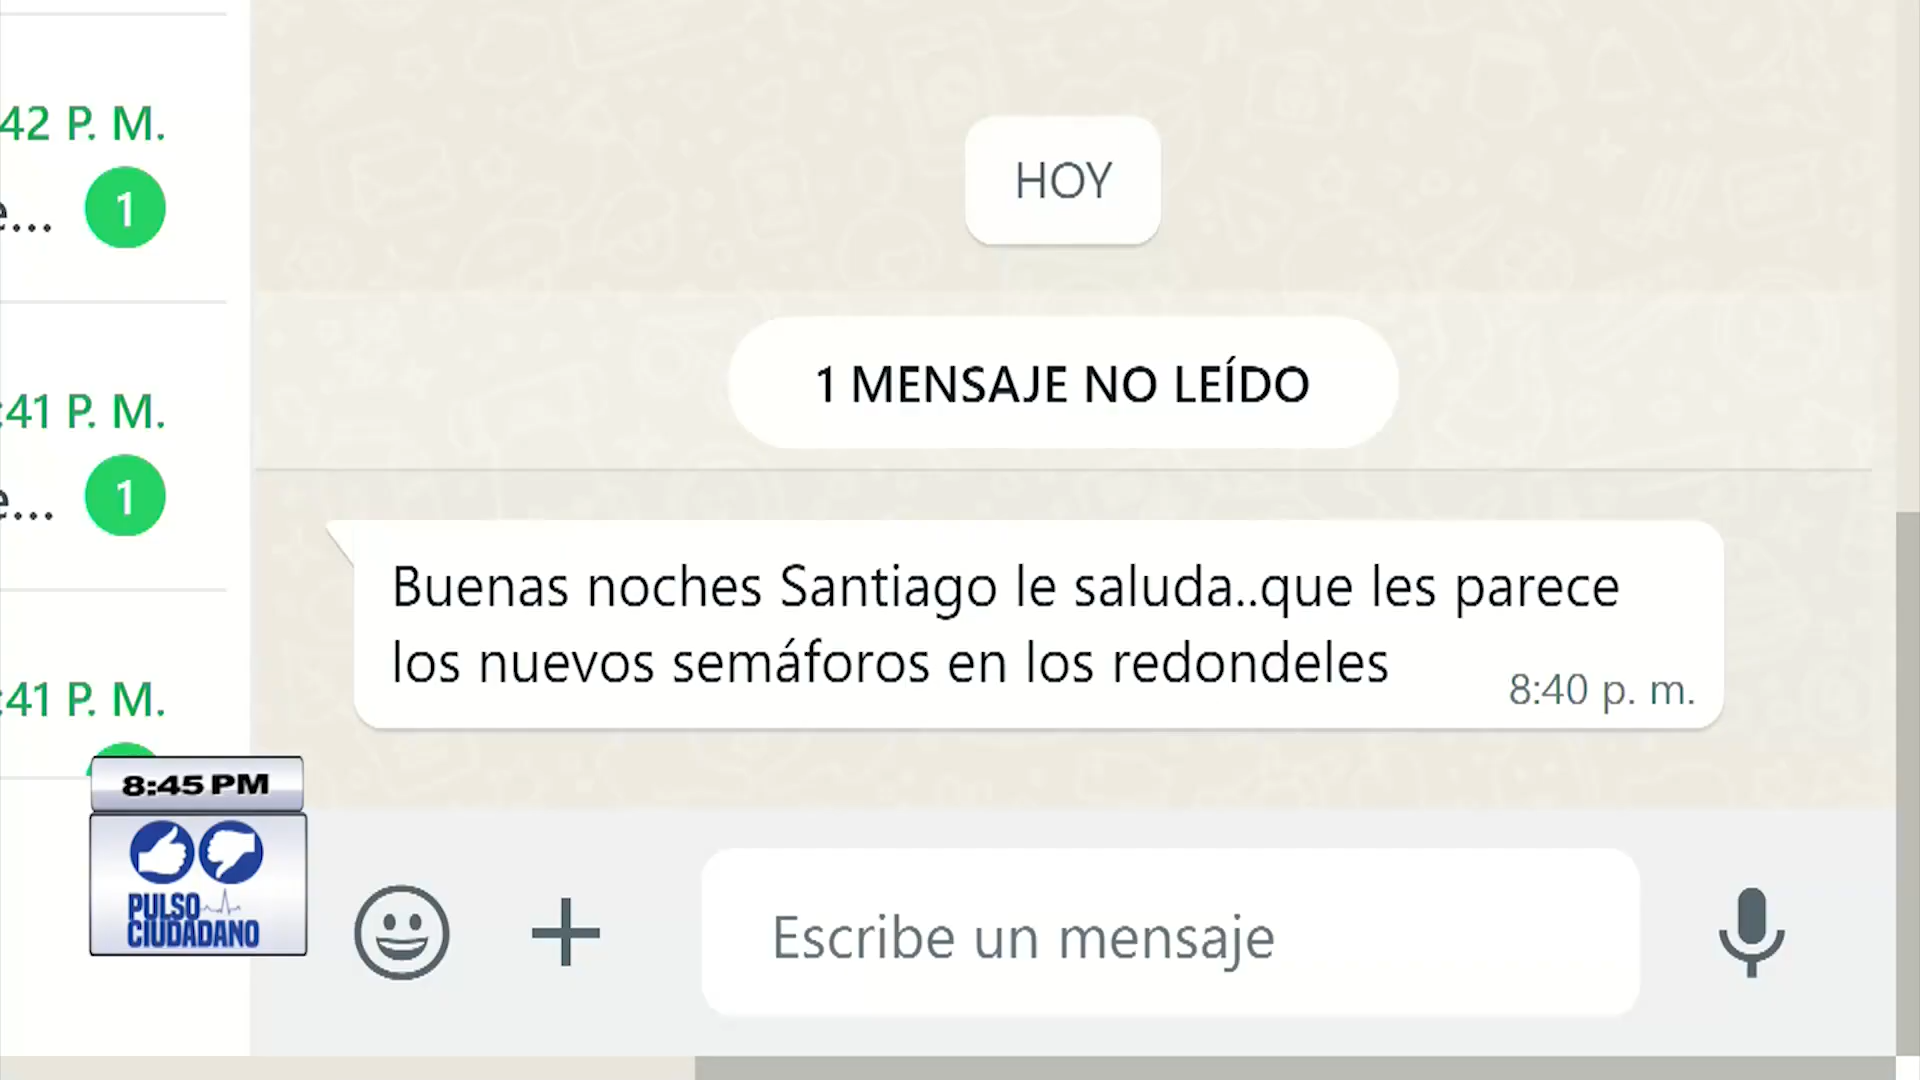 42 P. M.
e... 1
:41 P. M.
e... 1
:41 P. M.
HOY
1 MENSAJE NO LEÍDO
Buenas noches Santiago le saluda..que les parece
los nuevos semáforos en los redondeles
8:40 p. m.
8:45 PM
PULSO
CIUDADANO
Escribe un mensaje